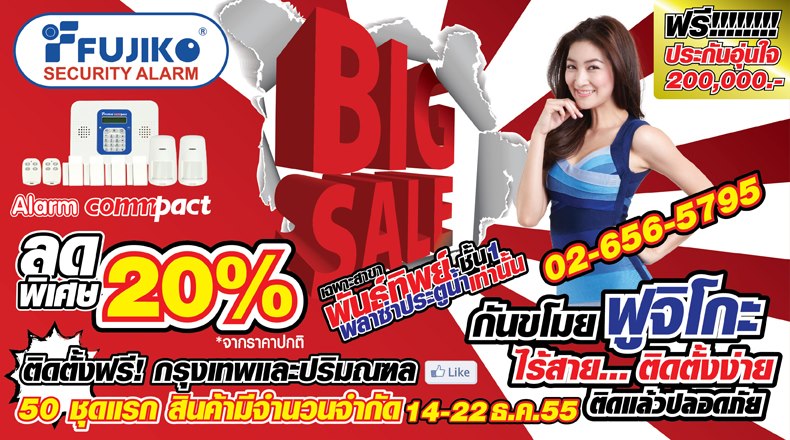 FUJIKO®
SECURITY ALARM
BIG
SALE
ฟรี!!!!!!!!!
ประกันอุ่นใจ
200,000.-
Alarm commpact
ลด
พิเศษ
20%
*จากราคาปกติ
เฉพาะสาขา
พันธุ์ทิพย์ ชั้น 1
พลาซ่าประตูน้ำเท่านั้น
02-656-5795
กันขโมย ฟูจิโกะ
ไร้สาย... ติดตั้งง่าย
ติดแล้วปลอดภัย
ติดตั้งฟรี! กรุงเทพและปริมณฑล
Like
50 ชุดแรก สินค้ามีจำนวนจำกัด 14-22 ธ.ค.55